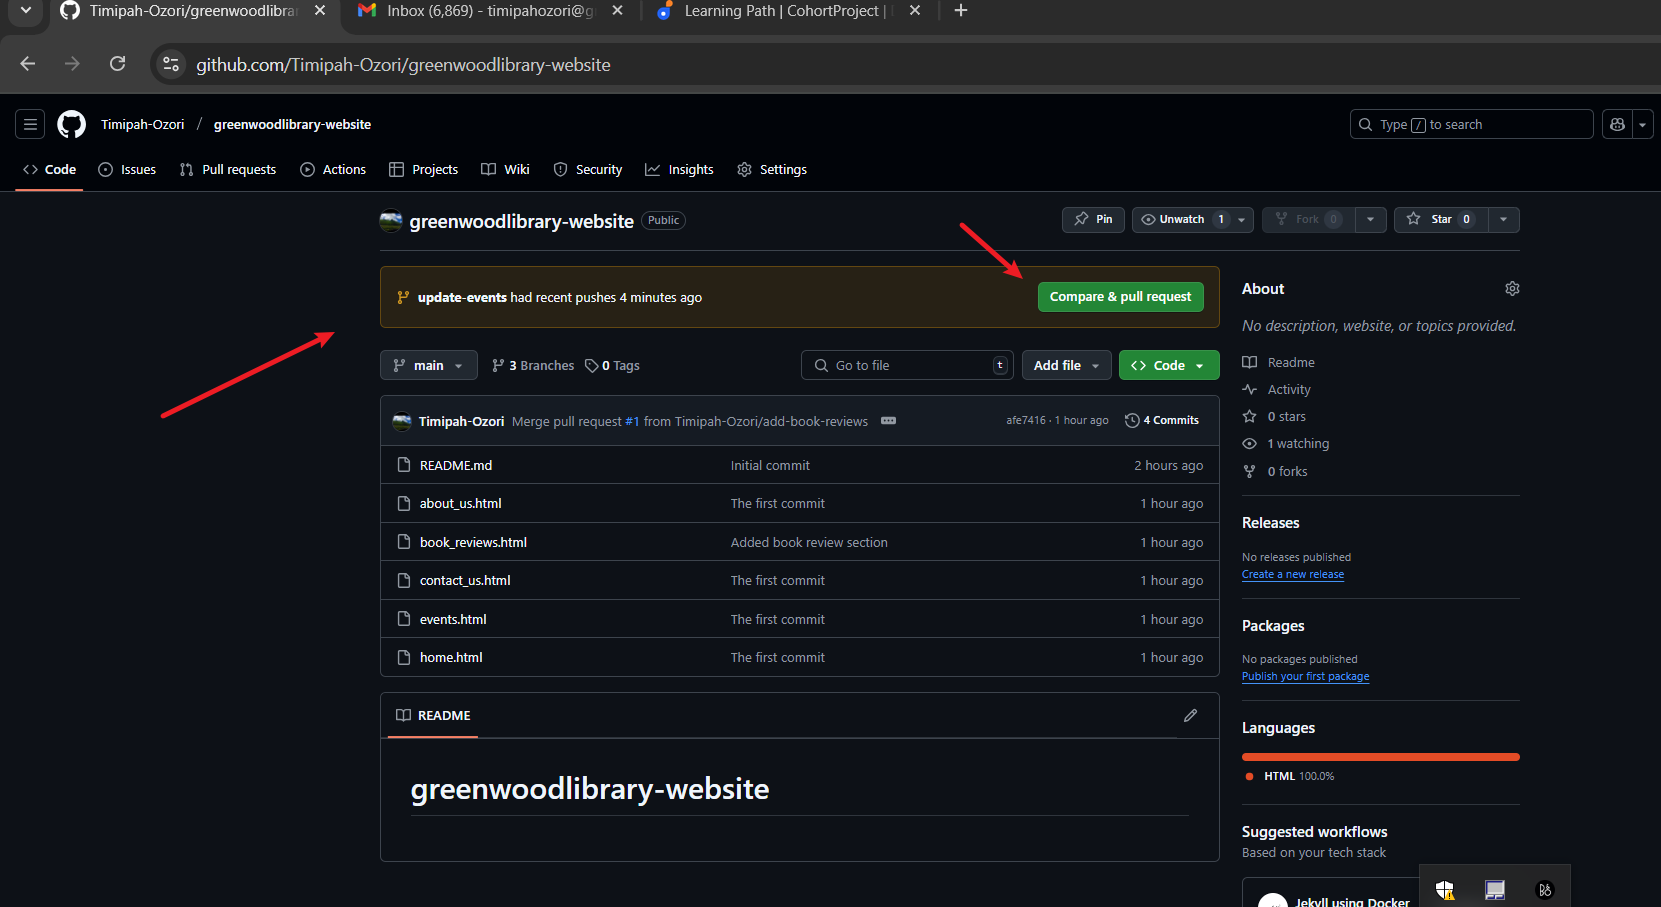 Timipah-Ozori/greenwoodlibrar
Inbox (6,869) - timipahozori@g
Learning Path | CohortProject |
github.com/Timipah-Ozori/greenwoodlibrary-website
Timipah-Ozori / greenwoodlibrary-website
Type / to search
Code
Issues
Pull requests
Actions
Projects
Wiki
Security
Insights
Settings
greenwoodlibrary-website Public
Pin
Unwatch 1
Fork 0
Star 0
update-events had recent pushes 4 minutes ago
Compare & pull request
main
3 Branches
0 Tags
Go to file t
Add file
Code
Timipah-Ozori Merge pull request #1 from Timipah-Ozori/add-book-reviews
afe7416 · 1 hour ago
4 Commits
README.md Initial commit 2 hours ago
about_us.html The first commit 1 hour ago
book_reviews.html Added book review section 1 hour ago
contact_us.html The first commit 1 hour ago
events.html The first commit 1 hour ago
home.html The first commit 1 hour ago
README
greenwoodlibrary-website
About
No description, website, or topics provided.
Readme
Activity
0 stars
1 watching
0 forks
Releases
No releases published
Create a new release
Packages
No packages published
Publish your first package
Languages
HTML 100.0%
Suggested workflows
Based on your tech stack
Jekyll using Docker